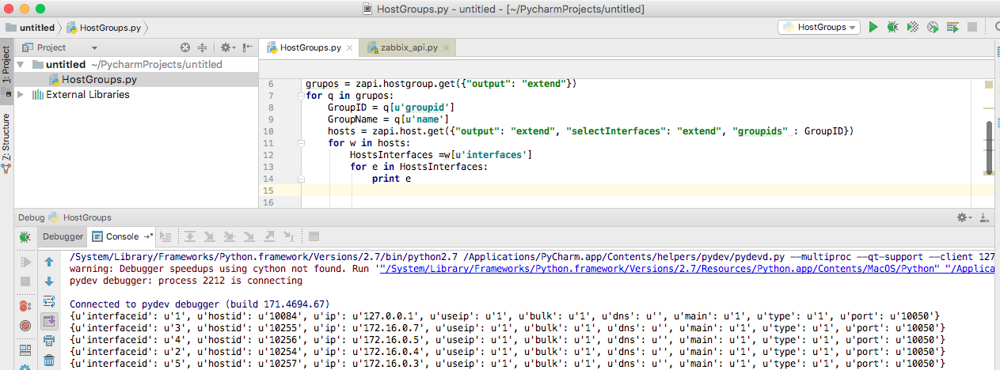 HostGroups.py - untitled - [~/PycharmProjects/untitled]
untitled HostGroups.py HostGroups
1: Project
Z: Structure
Project
untitled ~/PycharmProjects/untitled
HostGroups.py
External Libraries
HostGroups.py zabbix_api.py
6 grupos = zapi.hostgroup.get({"output": "extend"})
7 for q in grupos:
8 GroupID = q[u'groupid']
9 GroupName = q[u'name']
10 hosts = zapi.host.get({"output": "extend", "selectInterfaces": "extend", "groupids" : GroupID})
11 for w in hosts:
12 HostsInterfaces =w[u'interfaces']
13 for e in HostsInterfaces:
14 print e
15
16
Debug HostGroups
Debugger Console
/System/Library/Frameworks/Python.framework/Versions/2.7/bin/python2.7 /Applications/PyCharm.app/Contents/helpers/pydev/pydevd.py --multiproc --qt-support --client 127
warning: Debugger speedups using cython not found. Run '"/System/Library/Frameworks/Python.framework/Versions/2.7/Resources/Python.app/Contents/MacOS/Python" "/Applica
pydev debugger: process 2212 is connecting
Connected to pydev debugger (build 171.4694.67)
{u'interfaceid': u'1', u'hostid': u'10084', u'ip': u'127.0.0.1', u'useip': u'1', u'bulk': u'1', u'dns': u'', u'main': u'1', u'type': u'1', u'port': u'10050'}
{u'interfaceid': u'3', u'hostid': u'10255', u'ip': u'172.16.0.7', u'useip': u'1', u'bulk': u'1', u'dns': u'', u'main': u'1', u'type': u'1', u'port': u'10050'}
{u'interfaceid': u'4', u'hostid': u'10256', u'ip': u'172.16.0.5', u'useip': u'1', u'bulk': u'1', u'dns': u'', u'main': u'1', u'type': u'1', u'port': u'10050'}
{u'interfaceid': u'2', u'hostid': u'10254', u'ip': u'172.16.0.4', u'useip': u'1', u'bulk': u'1', u'dns': u'', u'main': u'1', u'type': u'1', u'port': u'10050'}
{u'interfaceid': u'5', u'hostid': u'10257', u'ip': u'172.16.0.3', u'useip': u'1', u'bulk': u'1', u'dns': u'', u'main': u'1', u'type': u'1', u'port': u'10050'}